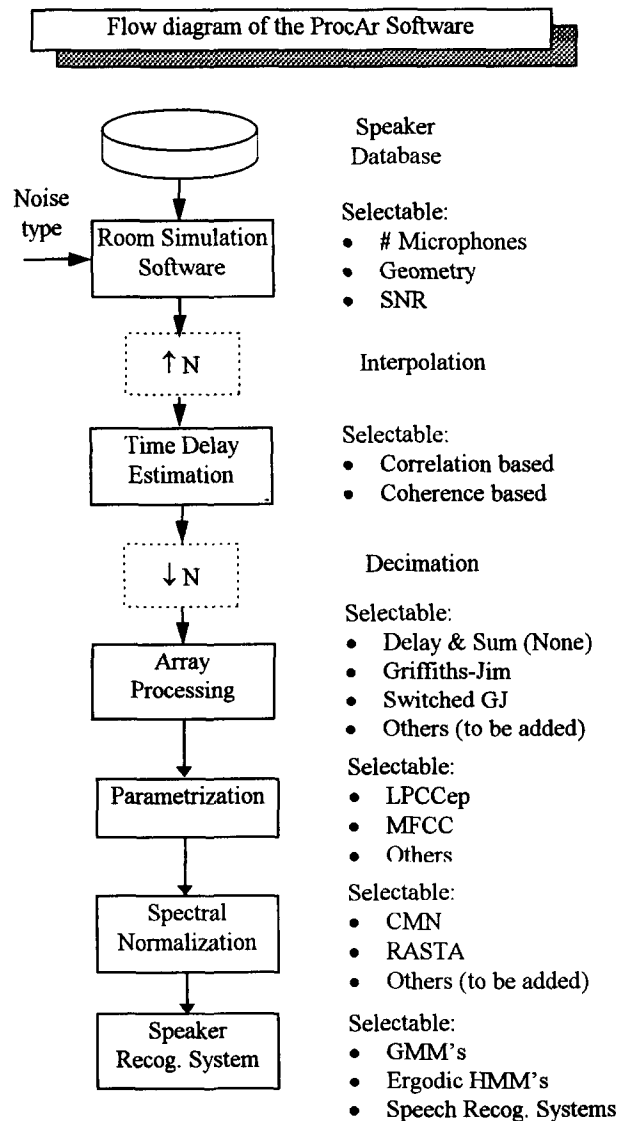 Flow diagram of the ProcAr Software
Speaker
Database
Noise
type
Room Simulation
Software
Selectable:
• # Microphones
• Geometry
• SNR
↑ N
Interpolation
Time Delay
Estimation
Selectable:
• Correlation based
• Coherence based
↓ N
Decimation
Array
Processing
Selectable:
• Delay & Sum (None)
• Griffiths-Jim
• Switched GJ
• Others (to be added)
Parametrization
Selectable:
• LPCCep
• MFCC
• Others
Spectral
Normalization
Selectable:
• CMN
• RASTA
• Others (to be added)
Speaker
Recog. System
Selectable:
• GMM's
• Ergodic HMM's
• Speech Recog. Systems